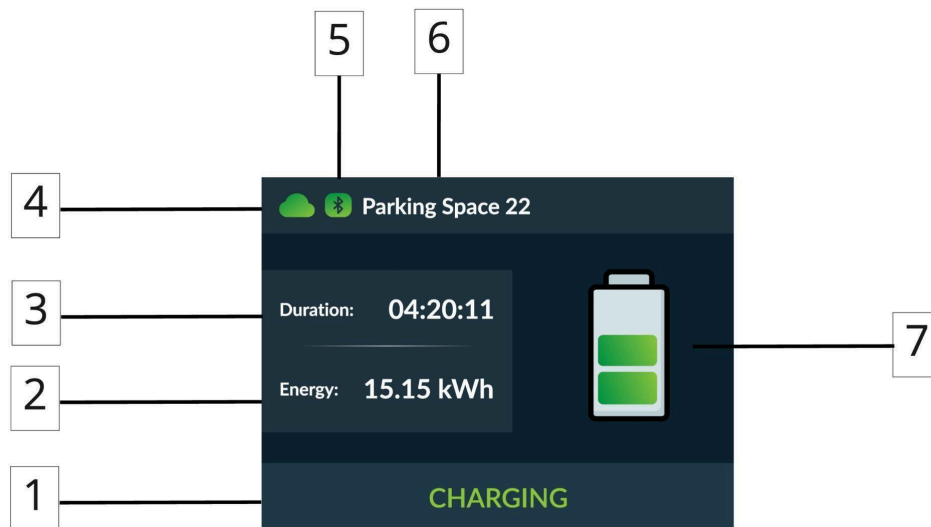 5
6
4
Parking Space 22
3
Duration: 04:20:11
7
2
Energy: 15.15 kWh
1
CHARGING